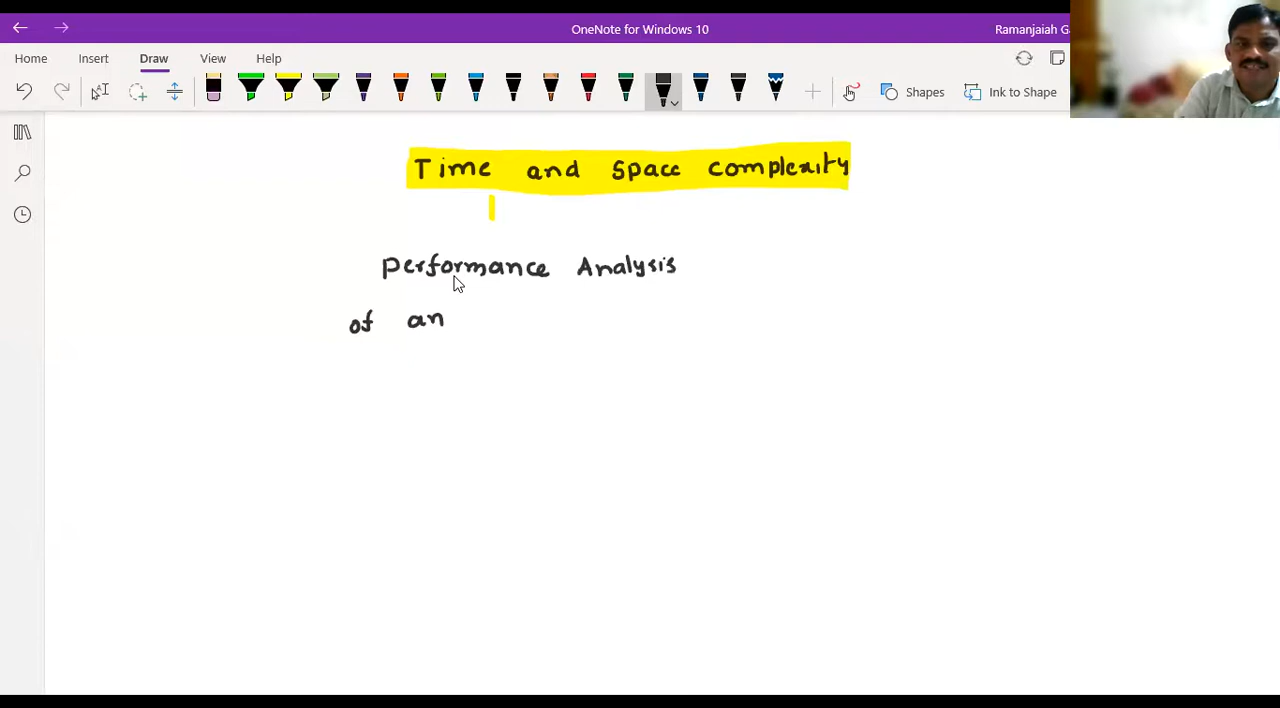 OneNote for Windows 10
Ramanjaiah G
Home Insert Draw View Help
Shapes Ink to Shape
Time and Space complexity
performance Analysis
of an